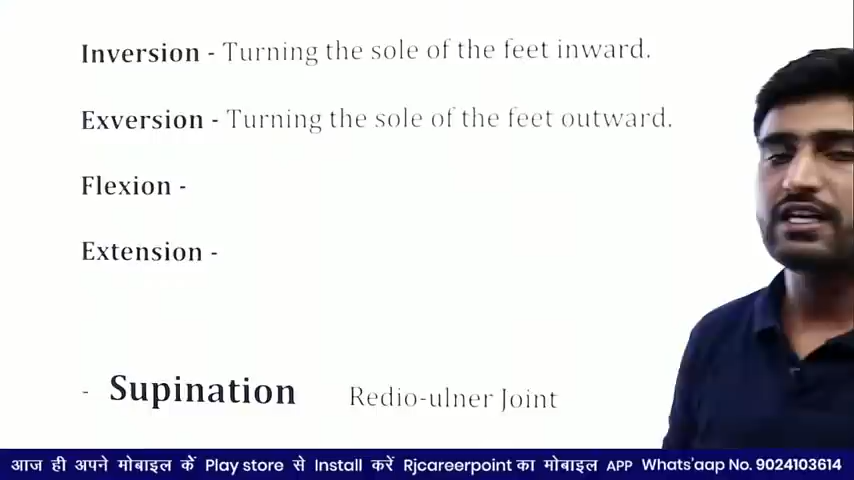 Inversion - Turning the sole of the feet inward.
Exversion - Turning the sole of the feet outward.
Flexion -
Extension -
- Supination Redio-ulner Joint
आज ही अपने मोबाइल कें Play store से Install करें Rjcareerpoint का मोबाइल APP Whats'aap No. 9024103614